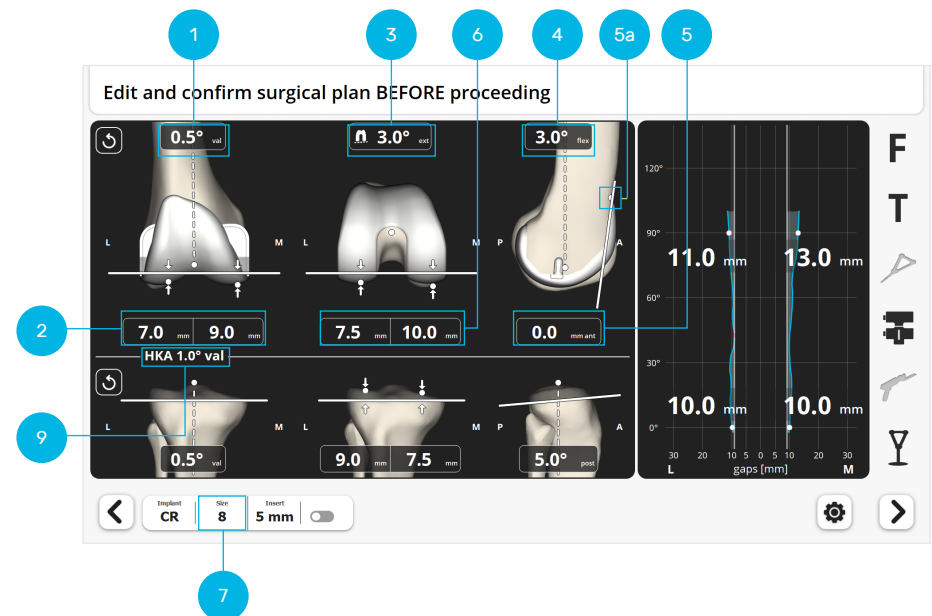 1
3
6
4
5a
5
Edit and confirm surgical plan BEFORE proceeding
0.5° val
3.0° ext
3.0° flex
L
M
L
M
P
A
2
7.0 mm 9.0 mm
7.5 mm 10.0 mm
0.0 mm ant
HKA 1.0° val
9
L
M
L
M
P
A
0.5° val
9.0 mm 7.5 mm
5.0° post
120°
90°
11.0 mm 13.0 mm
60°
30°
10.0 mm 10.0 mm
0°
30 20 10 5 0 0 5 10 20 30
L gaps [mm] M
F
T
Implant Size Insert
CR 8 5 mm
7